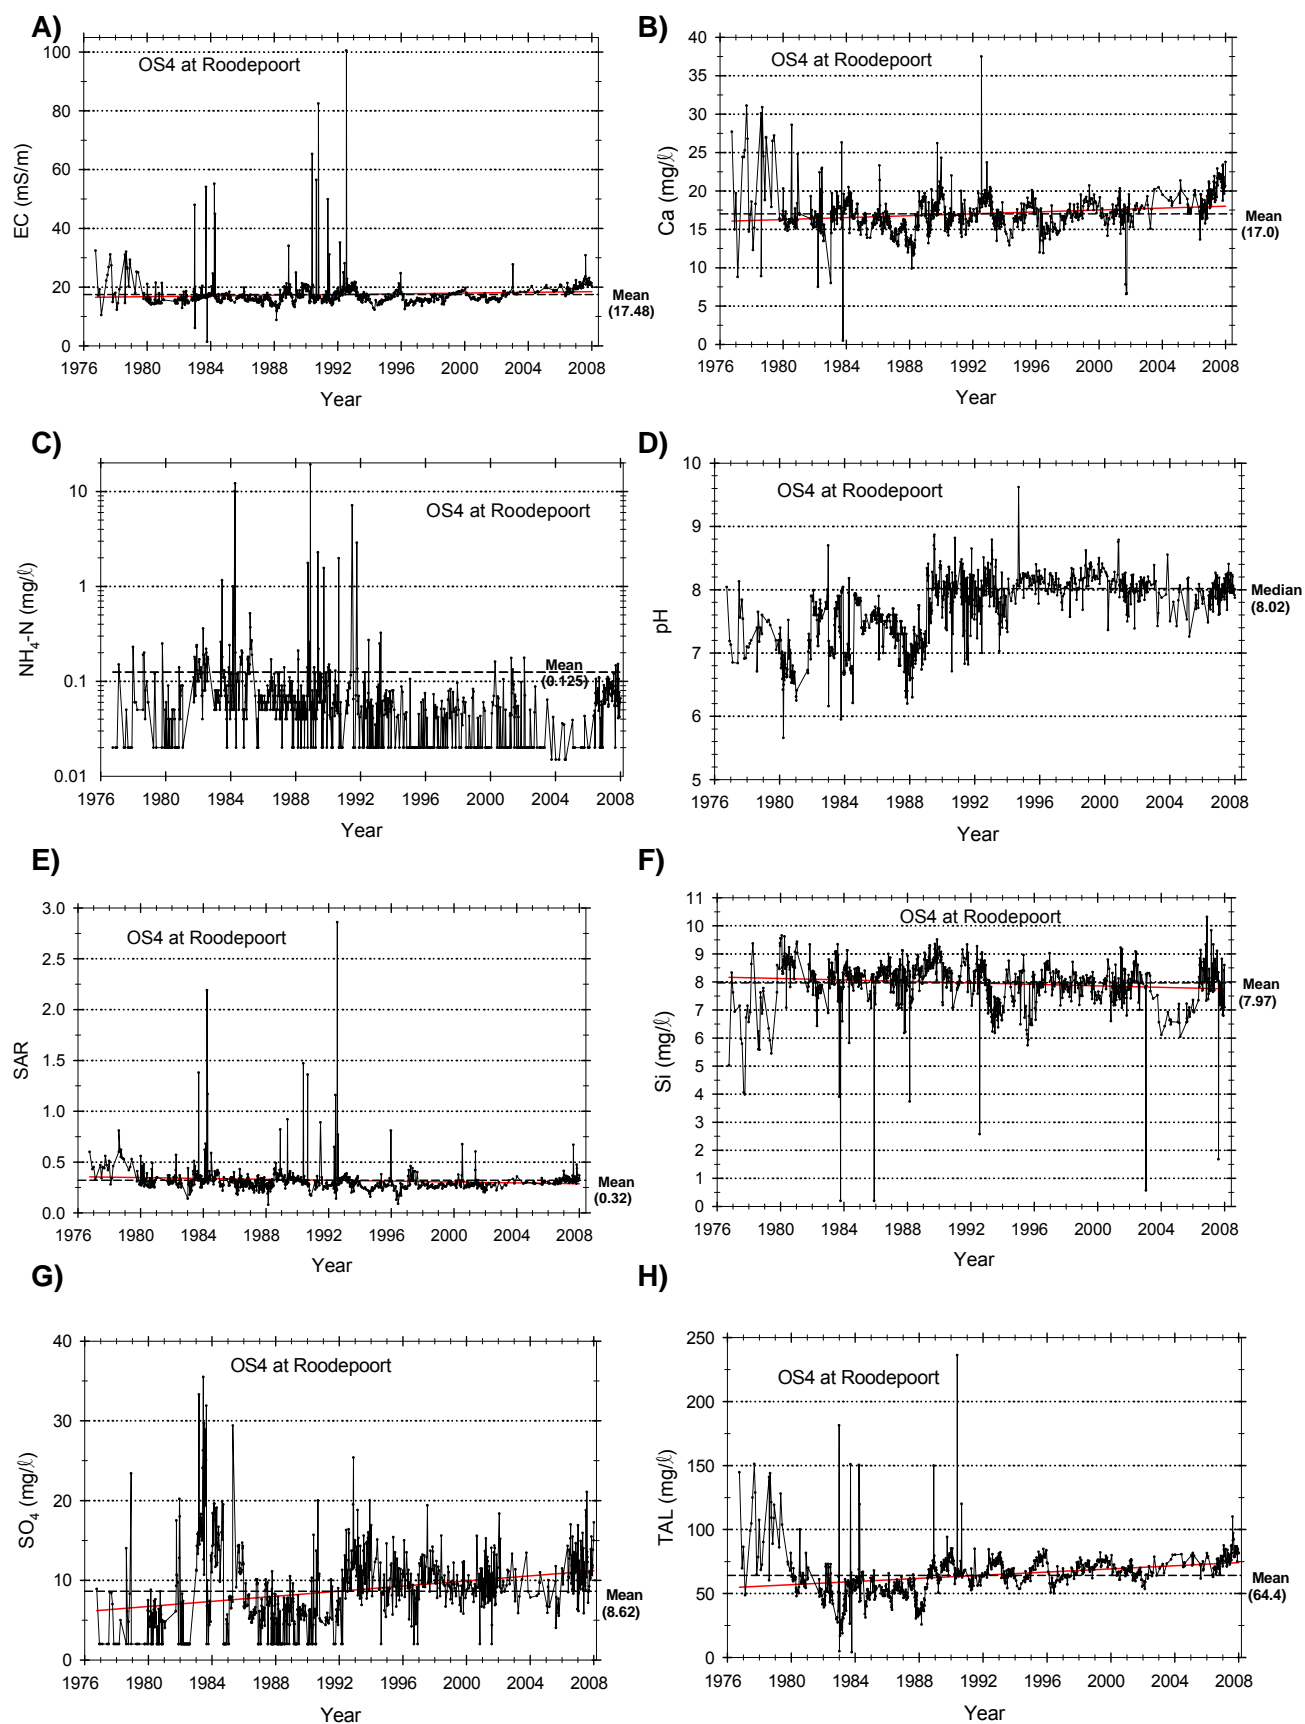 A)
EC (mS/m)
100
80
60
40
20
0
OS4 at Roodepoort
Mean
(17.48)
1976 1980 1984 1988 1992 1996 2000 2004 2008
Year
B)
Ca (mg/ℓ)
40
35
30
25
20
15
10
5
0
OS4 at Roodepoort
Mean
(17.0)
1976 1980 1984 1988 1992 1996 2000 2004 2008
Year
C)
NH₄-N (mg/ℓ)
10
1
0.1
0.01
OS4 at Roodepoort
Mean
(0.125)
1976 1980 1984 1988 1992 1996 2000 2004 2008
Year
D)
pH
10
9
8
7
6
5
OS4 at Roodepoort
Median
(8.02)
1976 1980 1984 1988 1992 1996 2000 2004 2008
Year
E)
SAR
3.0
2.5
2.0
1.5
1.0
0.5
0.0
OS4 at Roodepoort
Mean
(0.32)
1976 1980 1984 1988 1992 1996 2000 2004 2008
Year
F)
Si (mg/ℓ)
11
10
9
8
7
6
5
4
3
2
1
0
OS4 at Roodepoort
Mean
(7.97)
1976 1980 1984 1988 1992 1996 2000 2004 2008
Year
G)
SO₄ (mg/ℓ)
40
30
20
10
0
OS4 at Roodepoort
Mean
(8.62)
1976 1980 1984 1988 1992 1996 2000 2004 2008
Year
H)
TAL (mg/ℓ)
250
200
150
100
50
0
OS4 at Roodepoort
Mean
(64.4)
1976 1980 1984 1988 1992 1996 2000 2004 2008
Year